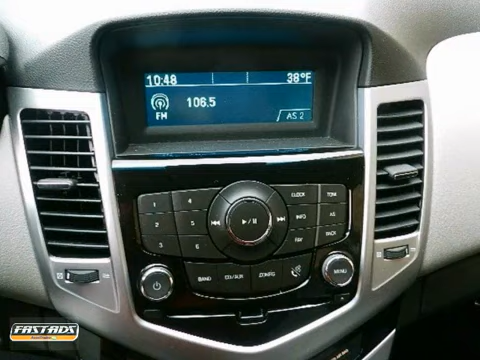 10:48 38°F
106.5
FM AS 2
CLOCK TONE
1 4
INFO AS
2 5
FAV BACK
3 6
BAND CD/AUX CONFIG
MENU
FASTADS